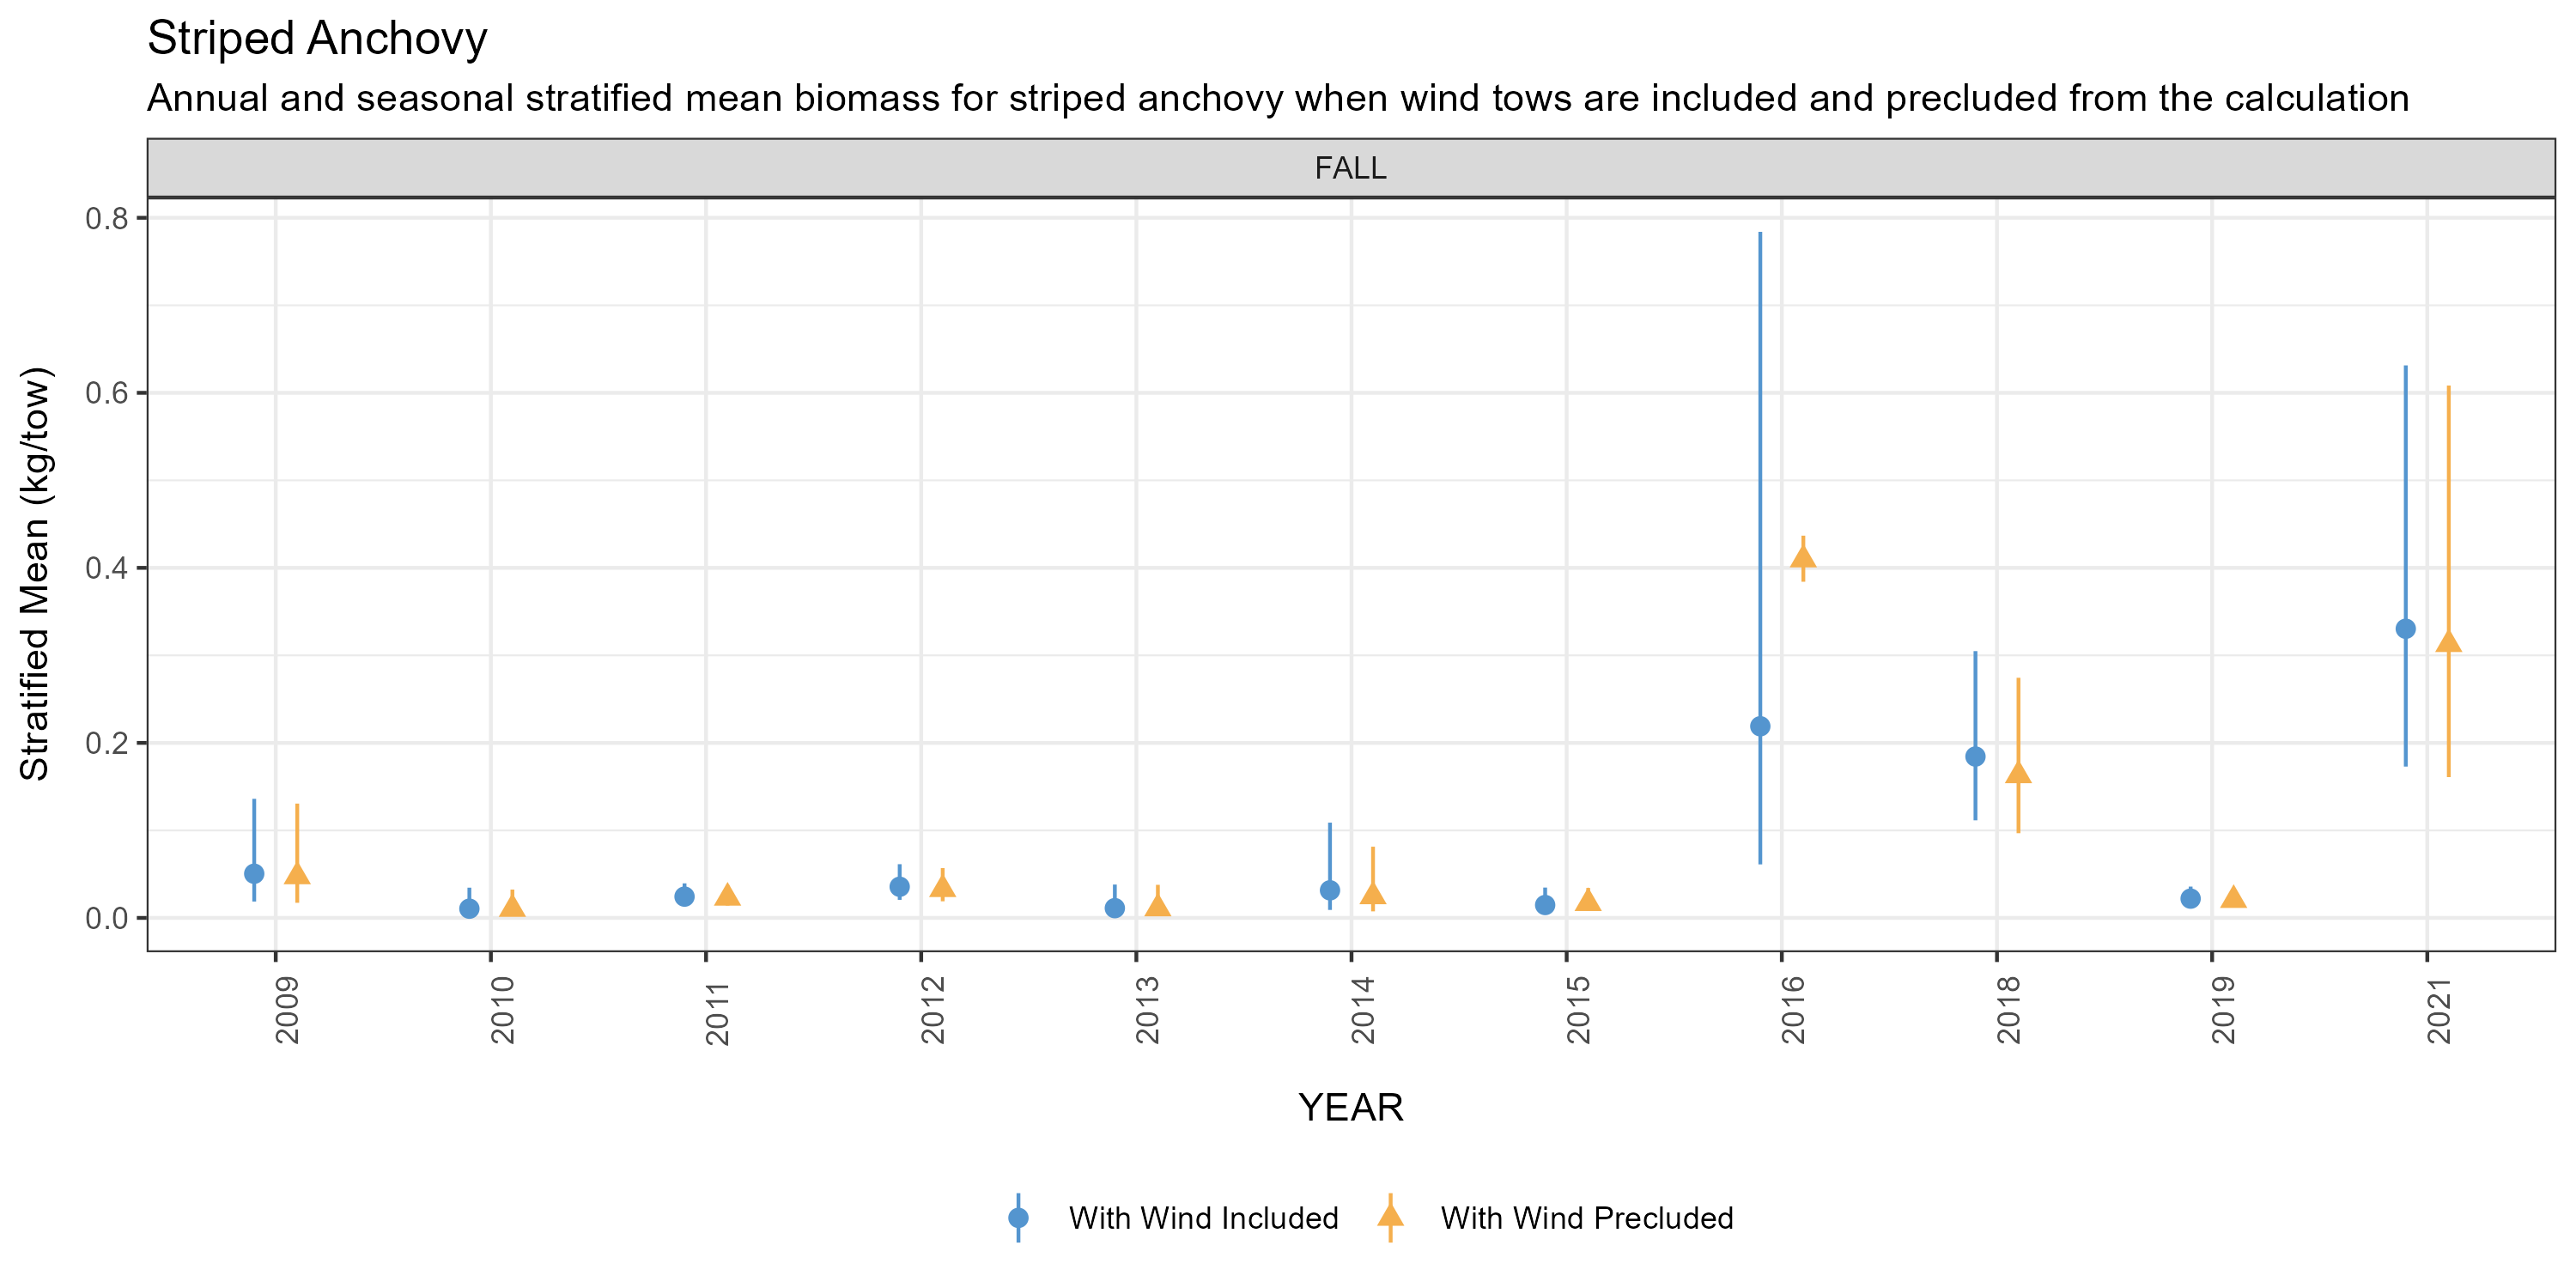 Striped Anchovy
Annual and seasonal stratified mean biomass for striped anchovy when wind tows are included and precluded from the calculation
FALL
Stratified Mean (kg/tow)
0.8
0.6
0.4
0.2
0.0
2009
2010
2011
2012
2013
2014
2015
2016
2018
2019
2021
YEAR
With Wind Included
With Wind Precluded